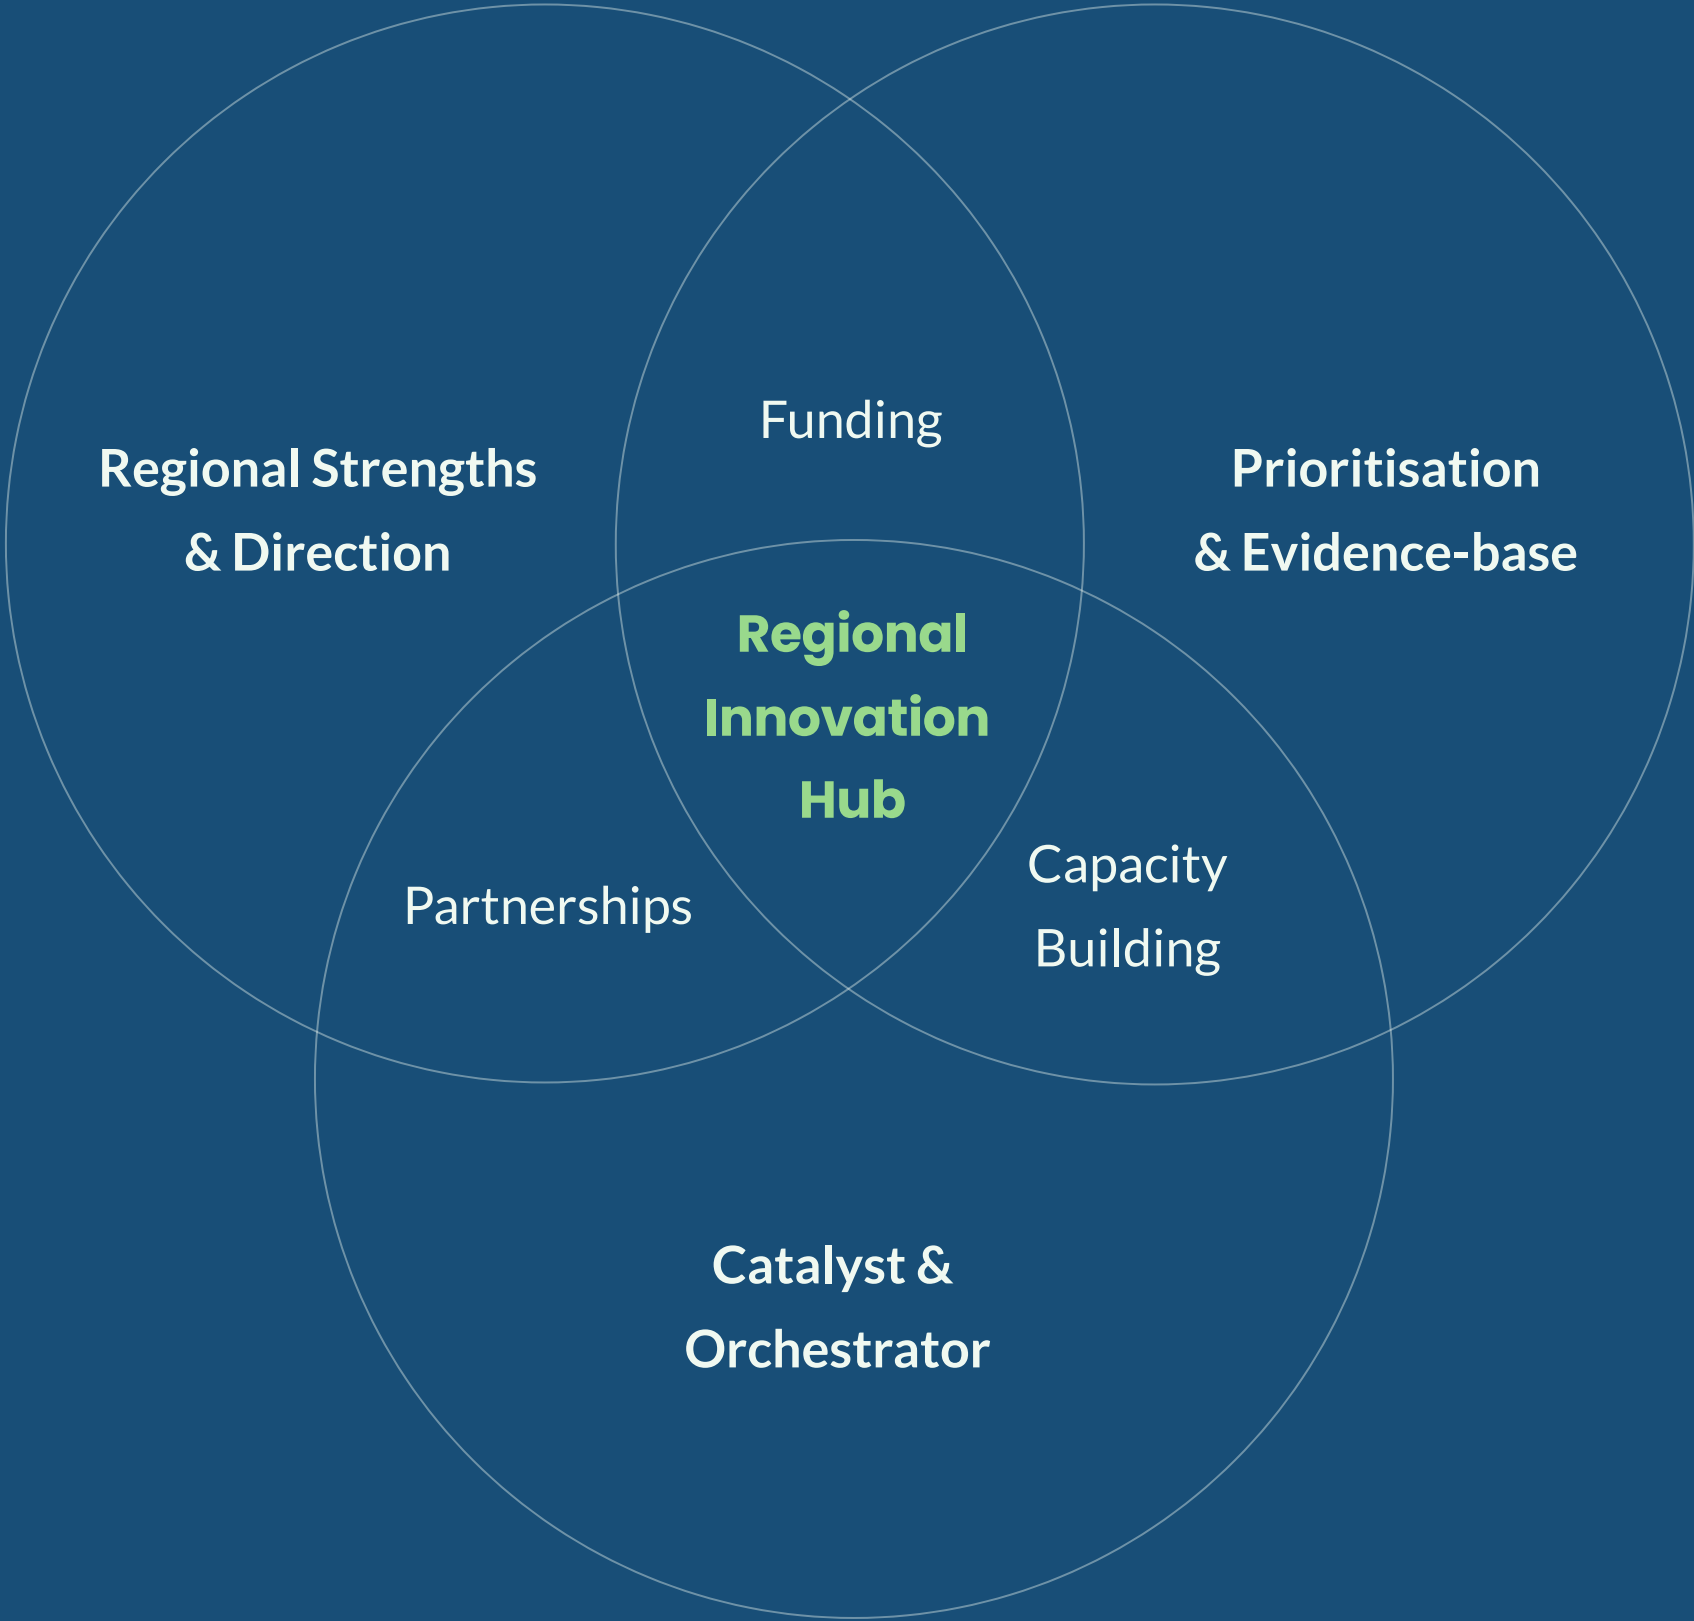 Funding
Regional Strengths
& Direction
Prioritisation
& Evidence-base
Regional
Innovation
Hub
Partnerships
Capacity
Building
Catalyst &
Orchestrator